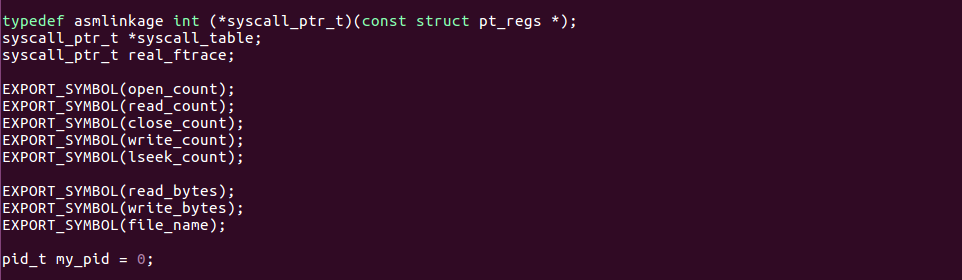 typedef asmlinkage int (*syscall_ptr_t)(const struct pt_regs *);
syscall_ptr_t *syscall_table;
syscall_ptr_t real_ftrace;
EXPORT_SYMBOL(open_count);
EXPORT_SYMBOL(read_count);
EXPORT_SYMBOL(close_count);
EXPORT_SYMBOL(write_count);
EXPORT_SYMBOL(lseek_count);
EXPORT_SYMBOL(read_bytes);
EXPORT_SYMBOL(write_bytes);
EXPORT_SYMBOL(file_name);
pid_t my_pid = 0;